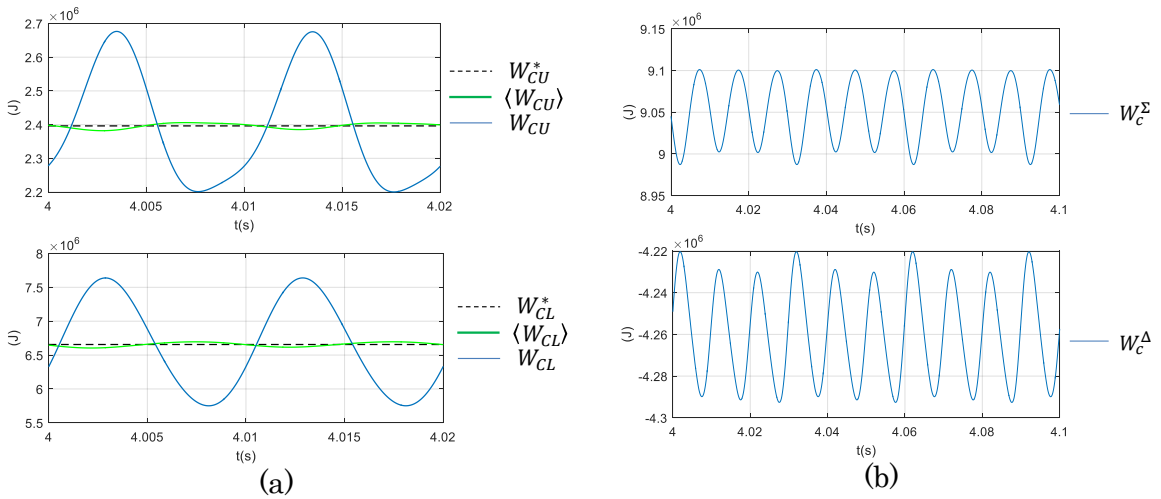 ×10⁶
2.7
2.6
2.5
2.4
2.3
2.2
(J)
4 4.005 4.01 4.015 4.02
t(s)
W*CU
⟨WCU⟩
WCU
×10⁶
8
7.5
7
6.5
6
5.5
(J)
4 4.005 4.01 4.015 4.02
t(s)
W*CL
⟨WCL⟩
WCL
(a)
×10⁶
9.15
9.1
9.05
9
8.95
(J)
4 4.02 4.04 4.06 4.08 4.1
t(s)
WcΣ
×10⁶
-4.22
-4.24
-4.26
-4.28
-4.3
(J)
4 4.02 4.04 4.06 4.08 4.1
t(s)
WcΔ
(b)